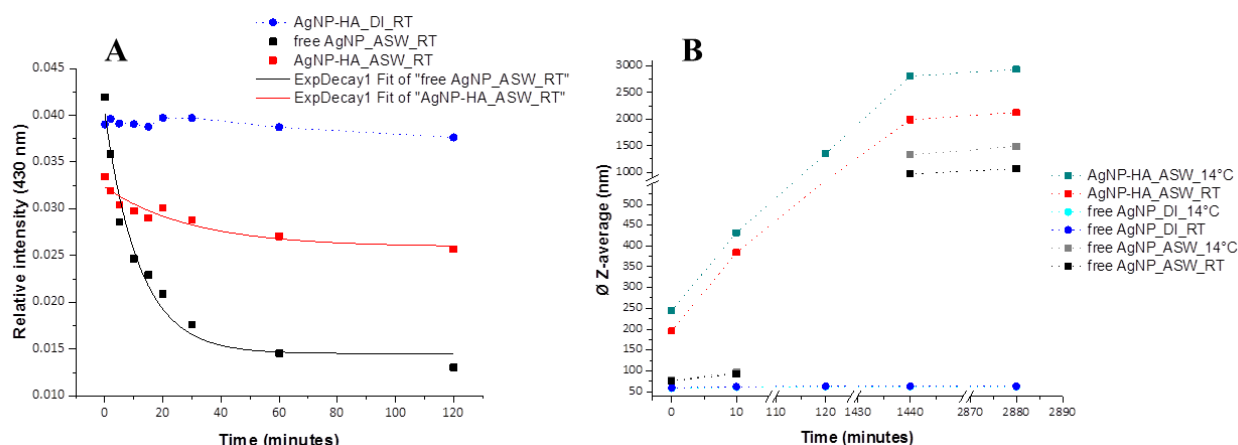 AgNP-HA_DI_RT
free AgNP_ASW_RT
AgNP-HA_ASW_RT
ExpDecay1 Fit of "free AgNP_ASW_RT"
ExpDecay1 Fit of "AgNP-HA_ASW_RT"
A
0.045
0.040
0.035
0.030
0.025
0.020
0.015
0.010
Relative intensity (430 nm)
0 20 40 60 80 100 120
Time (minutes)
B
3000
2500
2000
1500
1000
450
400
350
300
250
200
150
100
50
Ø Z-average (nm)
0 10 110 120 1430 1440 2870 2880 2890
Time (minutes)
AgNP-HA_ASW_14°C
AgNP-HA_ASW_RT
free AgNP_DI_14°C
free AgNP_DI_RT
free AgNP_ASW_14°C
free AgNP_ASW_RT